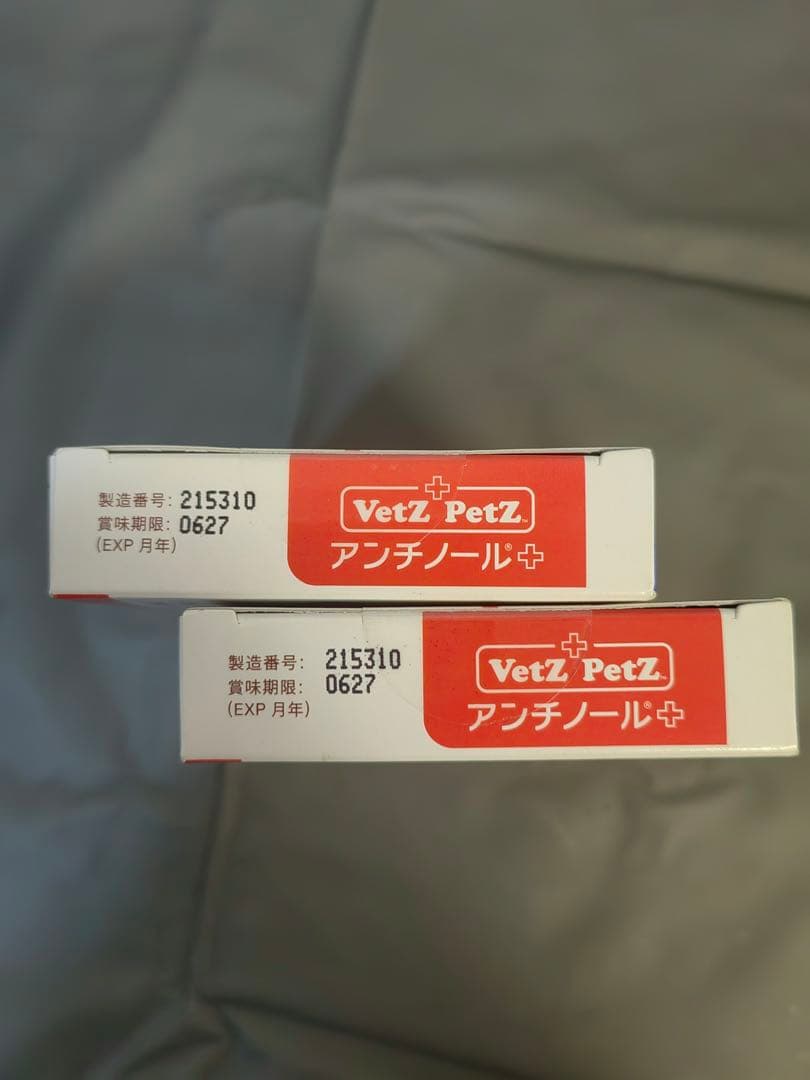 製造番号: 215310
賞味期限: 0627
(EXP 月年)
VetZ PetZ™
アンチノール®
製造番号: 215310
賞味期限: 0627
(EXP 月年)
VetZ PetZ™
アンチノール®